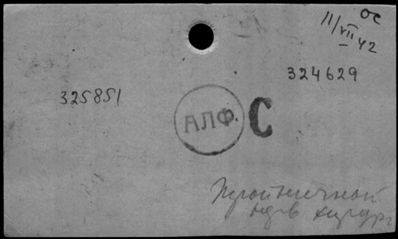 ос
11/VII 42
324629
325851
АЛФ. С
хирург